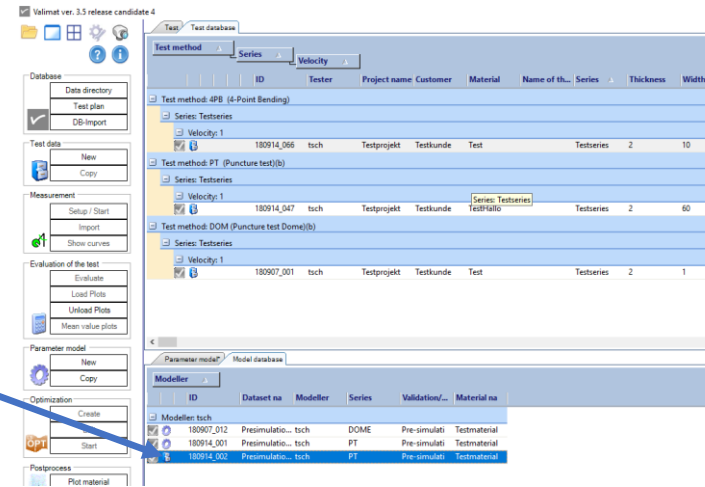 Valimat ver. 3.5 release candidate 4
Test Test database
Test method Series Velocity
ID Tester Project name Customer Material Name of th... Series Thickness Width
Test method: 4PB (4-Point Bending)
Series: Testseries
Velocity: 1
180914_066 tsch Testprojekt Testkunde Test Testseries 2 10
Test method: PT (Puncture test)(b)
Series: Testseries
Velocity: 1
Series: Testseries
180914_047 tsch Testprojekt Testkunde TestHallo Testseries 2 60
Test method: DOM (Puncture test Dome)(b)
Series: Testseries
Velocity: 1
180907_001 tsch Testprojekt Testkunde Test Testseries 2 1
Database
Data directory
Test plan
DB-Import
Test data
New
Copy
Measurement
Setup / Start
Import
Show curves
Evaluation of the test
Evaluate
Load Plots
Unload Plots
Mean value plots
Parameter model
New
Copy
Optimization
Create
OPT
Start
Postprocess
Plot material
Parameter model* Model database
Modeller
ID Dataset na Modeller Series Validation/... Material na
Modeller: tsch
180907_012 Presimulatio... tsch DOME Pre-simulati Testmaterial
180914_001 Presimulatio... tsch PT Pre-simulati Testmaterial
180914_002 Presimulatio... tsch PT Pre-simulati Testmaterial